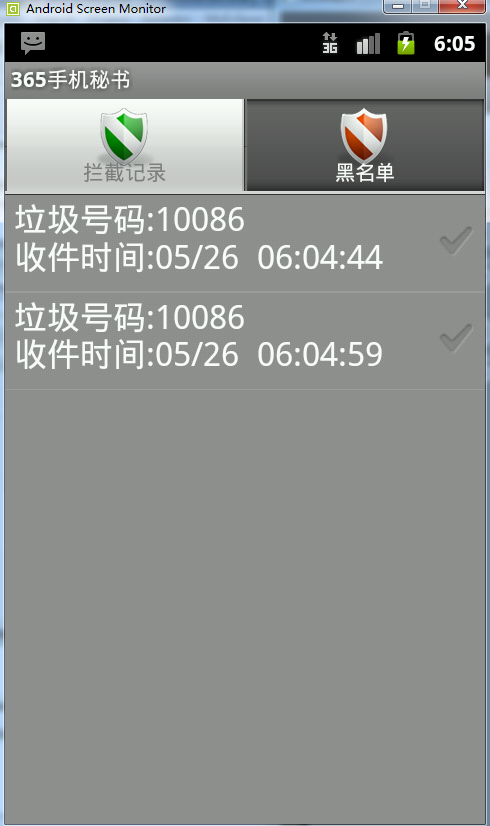 Android Screen Monitor
3G 6:05
365手机秘书
拦截记录 黑名单
垃圾号码:10086
收件时间:05/26 06:04:44
垃圾号码:10086
收件时间:05/26 06:04:59